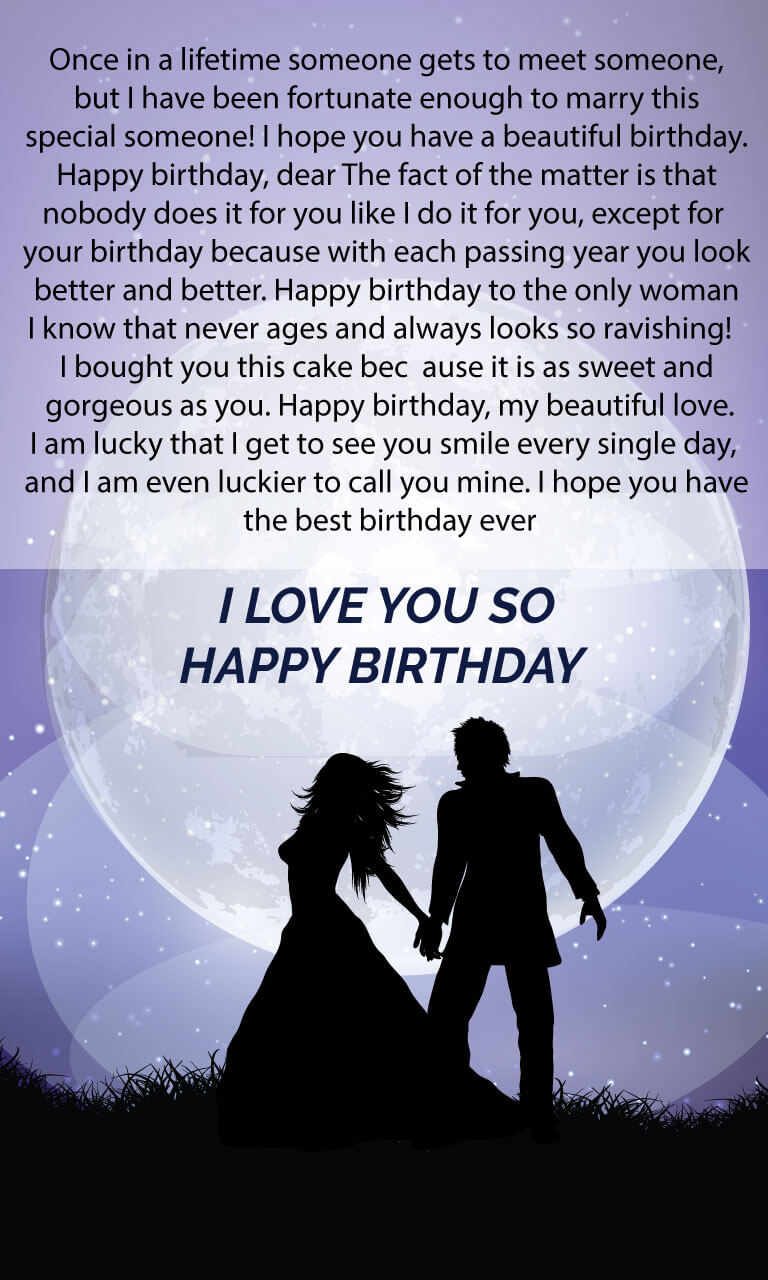 Once in a lifetime someone gets to meet someone,
but I have been fortunate enough to marry this
special someone! I hope you have a beautiful birthday.
Happy birthday, dear The fact of the matter is that
nobody does it for you like I do it for you, except for
your birthday because with each passing year you look
better and better. Happy birthday to the only woman
I know that never ages and always looks so ravishing!
I bought you this cake bec  ause it is as sweet and
gorgeous as you. Happy birthday, my beautiful love.
I am lucky that I get to see you smile every single day,
and I am even luckier to call you mine. I hope you have
the best birthday ever
I LOVE YOU SO
HAPPY BIRTHDAY